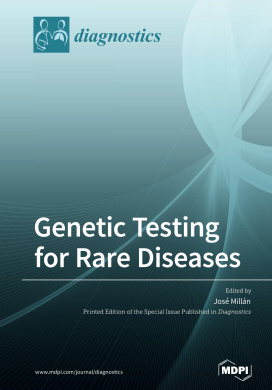 diagnostics
Genetic Testing
for Rare Diseases
Edited by
José Millán
Printed Edition of the Special Issue Published in Diagnostics
www.mdpi.com/journal/diagnostics
MDPI